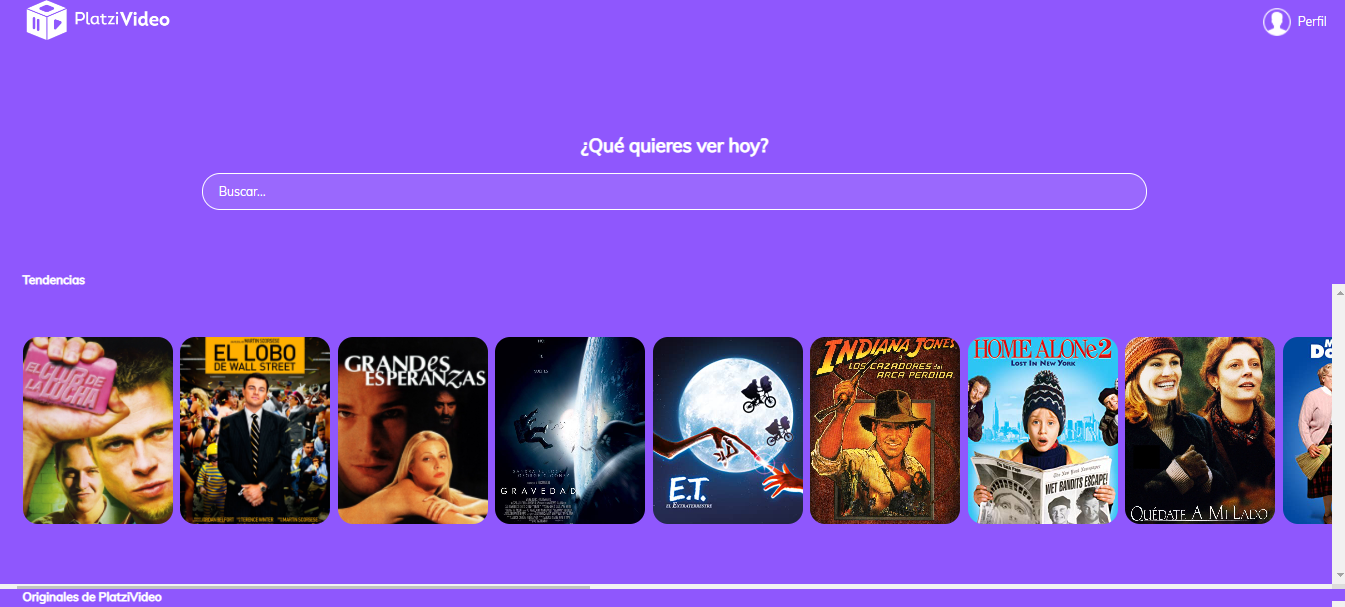 PlatziVideo
Perfil
¿Qué quieres ver hoy?
Buscar...
Tendencias
EL CLUB DE
LA LUCHA
MARTIN SCORSESE
EL LOBO
DE WALL STREET
GRANDES
ESPERANZAS
GRAVEDAD
E.T.
EL EXTRATERRESTRE
INDIANA JONES
LOS CAZADORES del
ARCA PERDIDA
HOME ALONe 2
LOST IN NEW YORK
WET BANDITS ESCAPE!
QUÉDATE A MI LADO
Originales de PlatziVideo